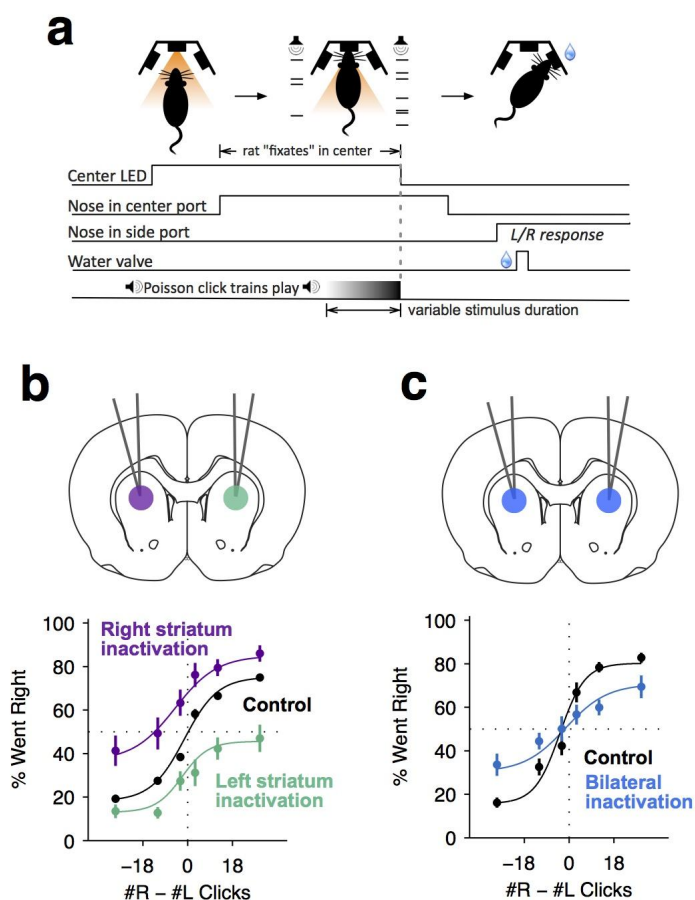 a
rat "fixates" in center
Center LED
Nose in center port
Nose in side port
L/R response
Water valve
Poisson click trains play
variable stimulus duration
b
c
100
80
60
40
20
0
% Went Right
Right striatum
inactivation
Control
Left striatum
inactivation
−18
0
18
#R − #L Clicks
100
80
60
40
20
0
% Went Right
Control
Bilateral
inactivation
−18
0
18
#R − #L Clicks